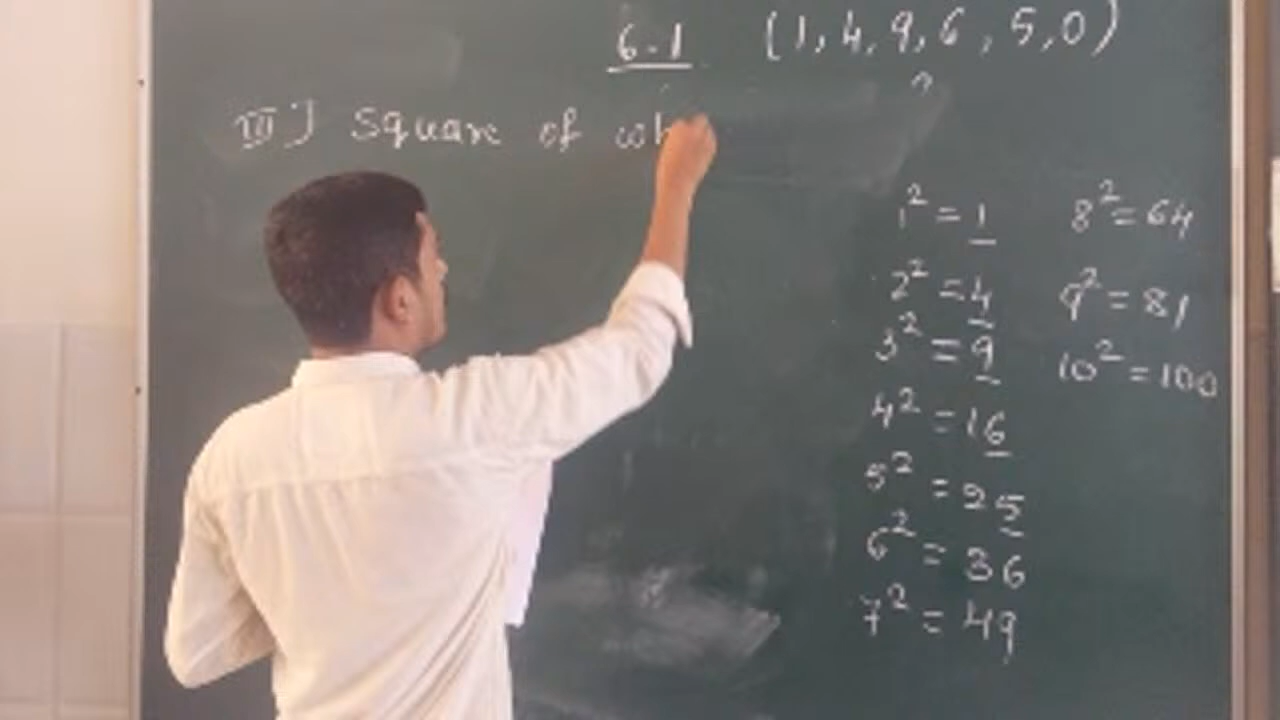 6.1 (1, 4, 9, 6, 5, 0)
III] Square of wh
1² = 1
2² = 4
3² = 9
4² = 16
5² = 25
6² = 36
7² = 49
8² = 64
9² = 81
10² = 100